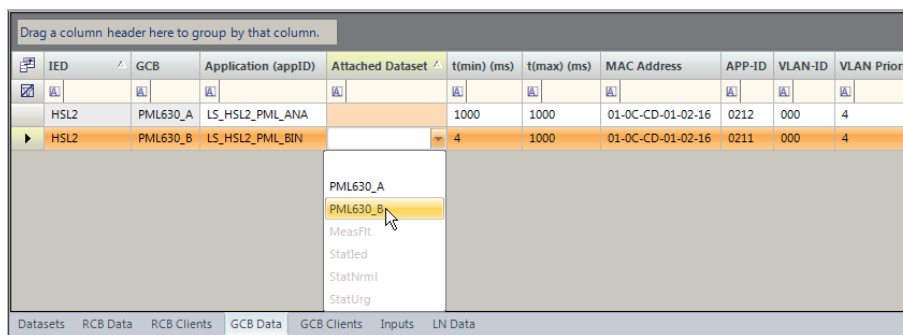 Drag a column header here to group by that column.
IED GCB Application (appID) Attached Dataset t(min) (ms) t(max) (ms) MAC Address APP-ID VLAN-ID VLAN Prior
A A A A A A A A A A
HSL2 PML630_A LS_HSL2_PML_ANA 1000 1000 01-0C-CD-01-02-16 0212 000 4
HSL2 PML630_B LS_HSL2_PML_BIN 4 1000 01-0C-CD-01-02-16 0211 000 4
PML630_A
PML630_B
MeasFlt
StatIed
StatNrml
StatUrg
Datasets RCB Data RCB Clients GCB Data GCB Clients Inputs LN Data